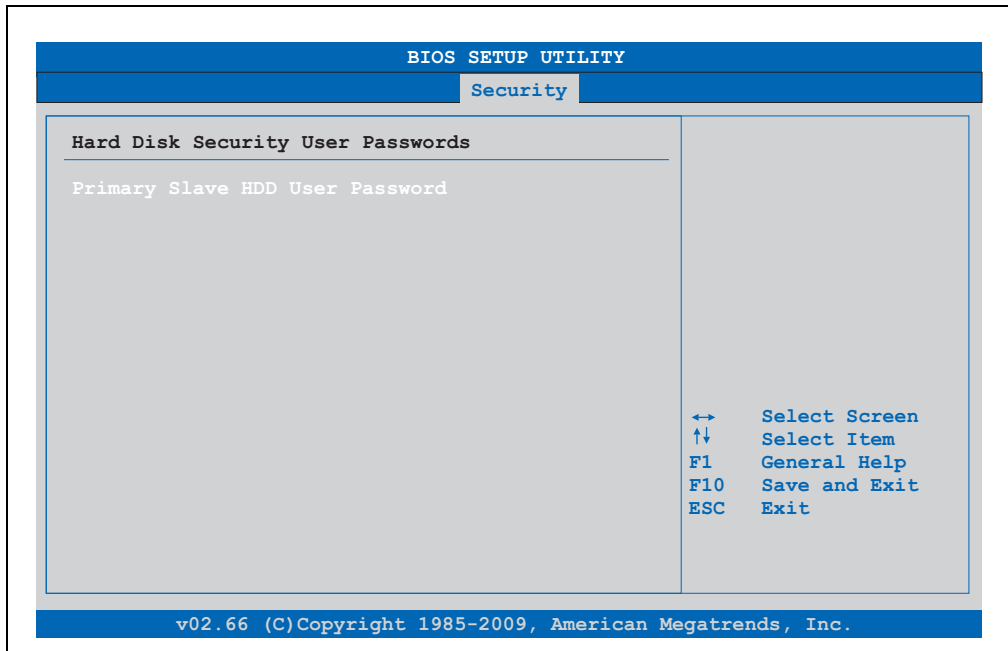 BIOS SETUP UTILITY
Security
Hard Disk Security User Passwords
Primary Slave HDD User Password
↔ Select Screen
↑↓ Select Item
F1 General Help
F10 Save and Exit
ESC Exit
v02.66 (C)Copyright 1985-2009, American Megatrends, Inc.